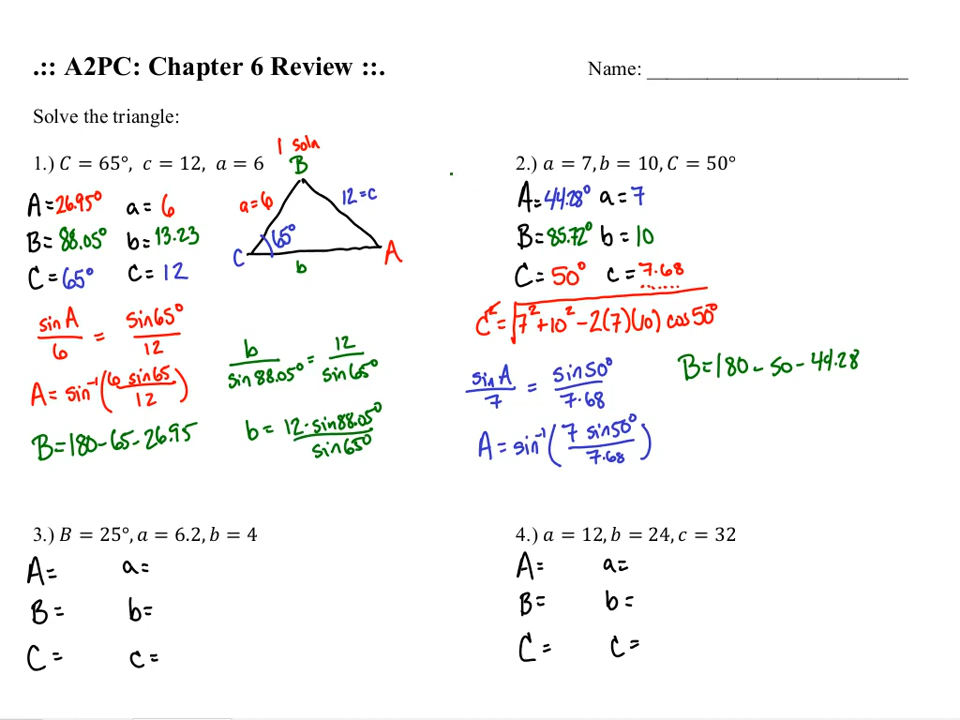 .:: A2PC: Chapter 6 Review ::.
Name: ___________________________
Solve the triangle:
1.) C = 65°, c = 12, a = 6
1 soln
B
a=6
12=c
65°
C
b
A
A=26.95° a=6
B=88.05° b=13.23
C=65° c=12
sin A / 6 = sin 65° / 12
A = sin⁻¹(6 sin 65 / 12)
B=180-65-26.95
b / sin 88.05° = 12 / sin 65°
b = 12·sin 88.05° / sin 65°
2.) a = 7, b = 10, C = 50°
A=44.28° a=7
B=85.72° b=10
C=50° c=7.68
c²=√7²+10²-2(7)(10) cos 50°
sin A / 7 = sin 50° / 7.68
A = sin⁻¹(7 sin 50° / 7.68)
B=180-50-44.28
3.) B = 25°, a = 6.2, b = 4
A= a=
B= b=
C= c=
4.) a = 12, b = 24, c = 32
A= a=
B= b=
C= c=